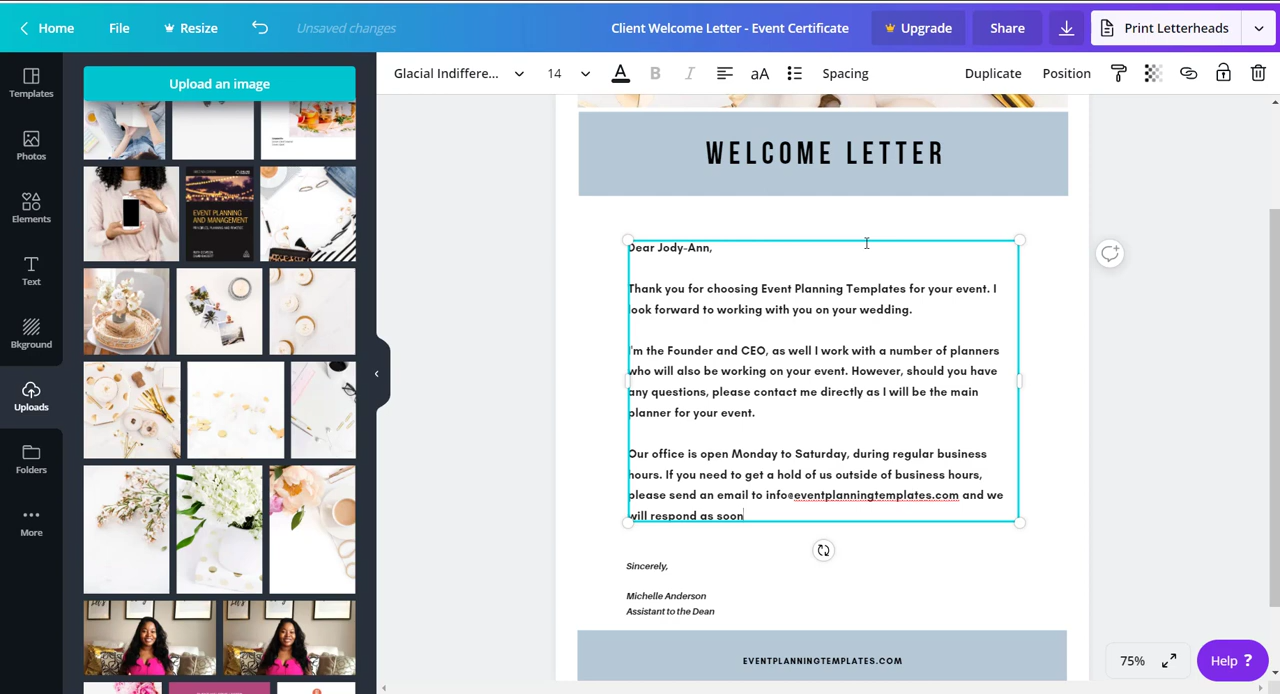 Home
File
Resize
Unsaved changes
Client Welcome Letter - Event Certificate
Upgrade
Share
Print Letterheads
Glacial Indiffere...
14
A
B
I
aA
Spacing
Duplicate
Position
Templates
Photos
Elements
Text
Bkground
Uploads
Folders
More
Upload an image
EVENT PLANNING
AND MANAGEMENT
WELCOME LETTER
Dear Jody-Ann,
Thank you for choosing Event Planning Templates for your event. I
look forward to working with you on your wedding.
I'm the Founder and CEO, as well I work with a number of planners
who will also be working on your event. However, should you have
any questions, please contact me directly as I will be the main
planner for your event.
Our office is open Monday to Saturday, during regular business
hours. If you need to get a hold of us outside of business hours,
please send an email to info@eventplanningtemplates.com and we
will respond as soon
Sincerely,
Michelle Anderson
Assistant to the Dean
EVENTPLANNINGTEMPLATES.COM
75%
Help ?